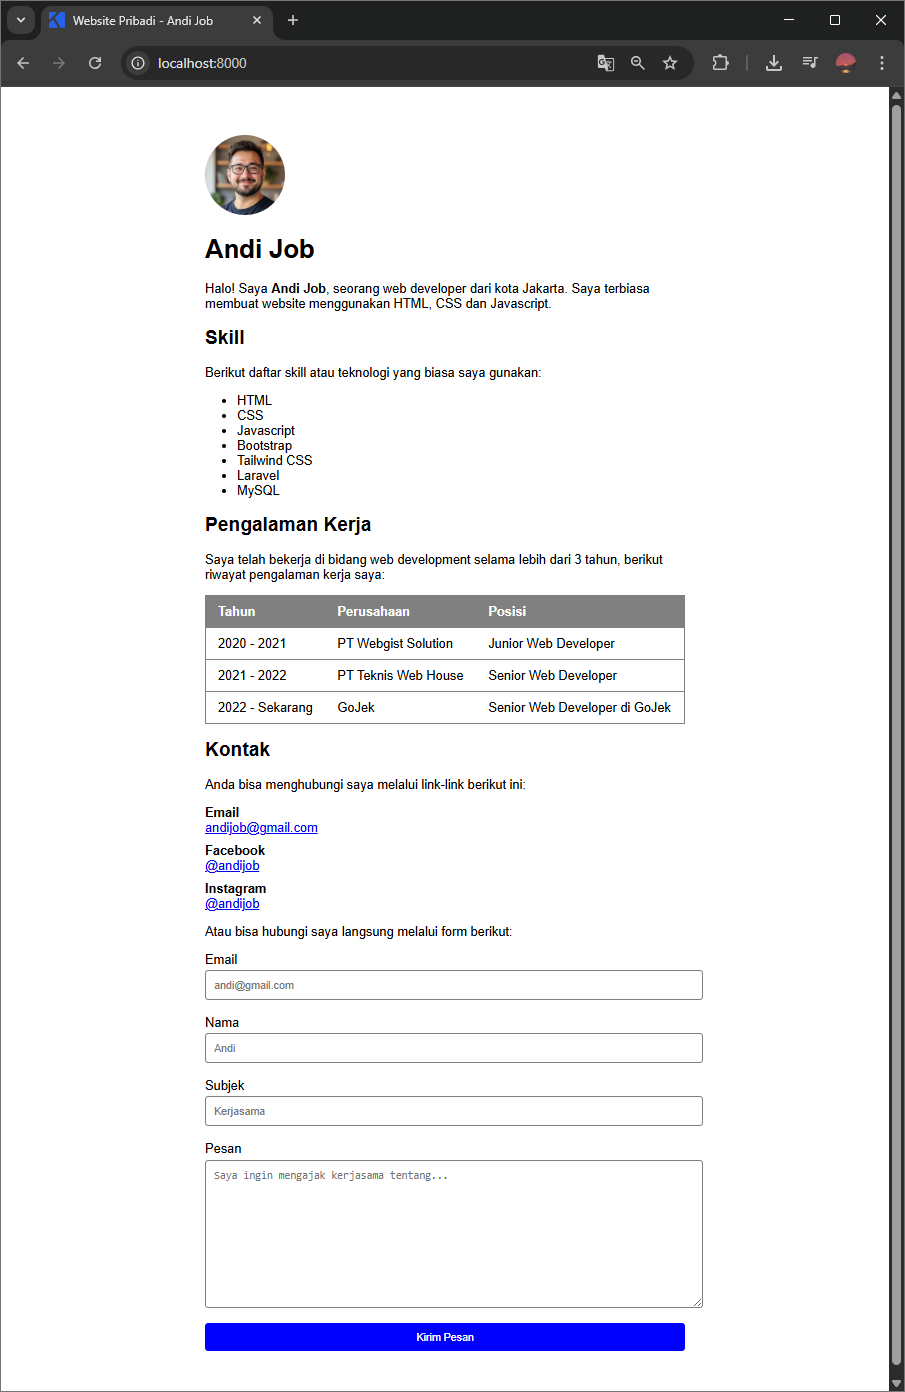 Website Pribadi - Andi Job
localhost:8000
Andi Job
Halo! Saya Andi Job, seorang web developer dari kota Jakarta. Saya terbiasa
membuat website menggunakan HTML, CSS dan Javascript.
Skill
Berikut daftar skill atau teknologi yang biasa saya gunakan:
HTML
CSS
Javascript
Bootstrap
Tailwind CSS
Laravel
MySQL
Pengalaman Kerja
Saya telah bekerja di bidang web development selama lebih dari 3 tahun, berikut
riwayat pengalaman kerja saya:
Tahun Perusahaan Posisi
2020 - 2021 PT Webgist Solution Junior Web Developer
2021 - 2022 PT Teknis Web House Senior Web Developer
2022 - Sekarang GoJek Senior Web Developer di GoJek
Kontak
Anda bisa menghubungi saya melalui link-link berikut ini:
Email
andijob@gmail.com
Facebook
@andijob
Instagram
@andijob
Atau bisa hubungi saya langsung melalui form berikut:
Email
andi@gmail.com
Nama
Andi
Subjek
Kerjasama
Pesan
Saya ingin mengajak kerjasama tentang...
Kirim Pesan